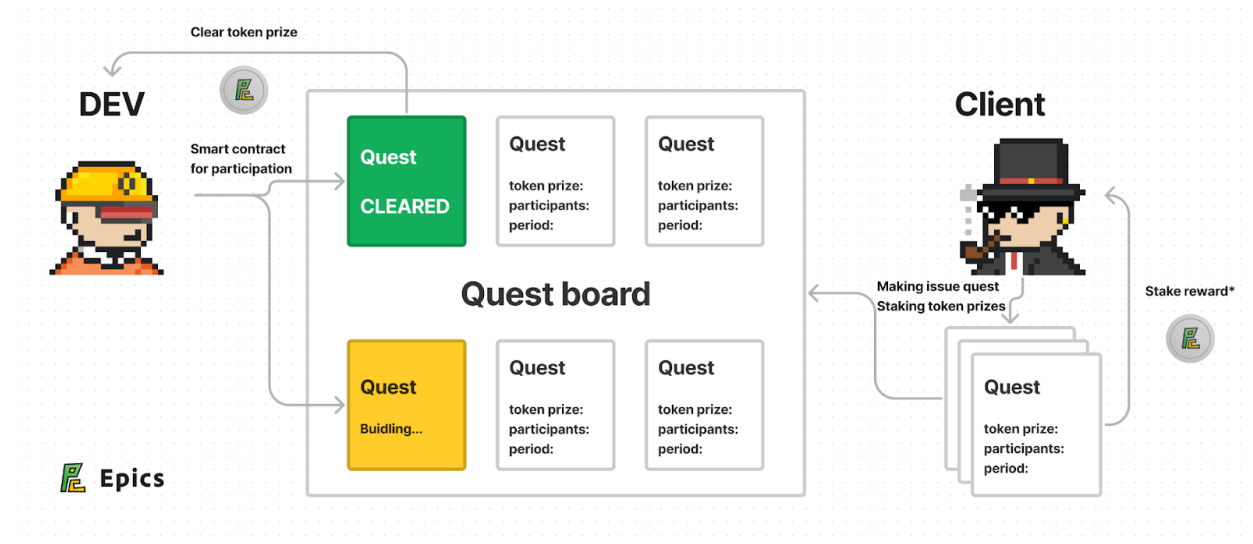 Clear token prize
DEV
Client
Smart contract
for participation
Quest
CLEARED
Quest
token prize:
participants:
period:
Quest
token prize:
participants:
period:
Quest board
Making issue quest
Staking token prizes
Stake reward*
Quest
Buidling...
Quest
token prize:
participants:
period:
Quest
token prize:
participants:
period:
Quest
token prize:
participants:
period:
Epics